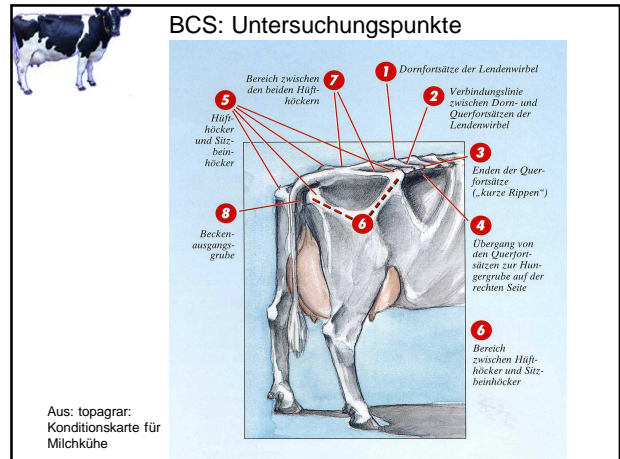 BCS: Untersuchungspunkte
1
Dornfortsätze der Lendenwirbel
2
Verbindungslinie
zwischen Dorn- und
Querfortsätzen der
Lendenwirbel
3
Enden der Quer-
fortsätze
(„kurze Rippen“)
4
Übergang von
den Querfort-
sätzen zur Hun-
gergrube auf der
rechten Seite
5
Hüft-
höcker
und Sitz-
bein-
höcker
6
6
Bereich
zwischen Hüft-
höcker und Sitz-
beinhöcker
7
Bereich zwischen
den beiden Hüft-
höckern
8
Becken-
ausgangs-
grube
Aus: topagrar:
Konditionskarte für
Milchkühe